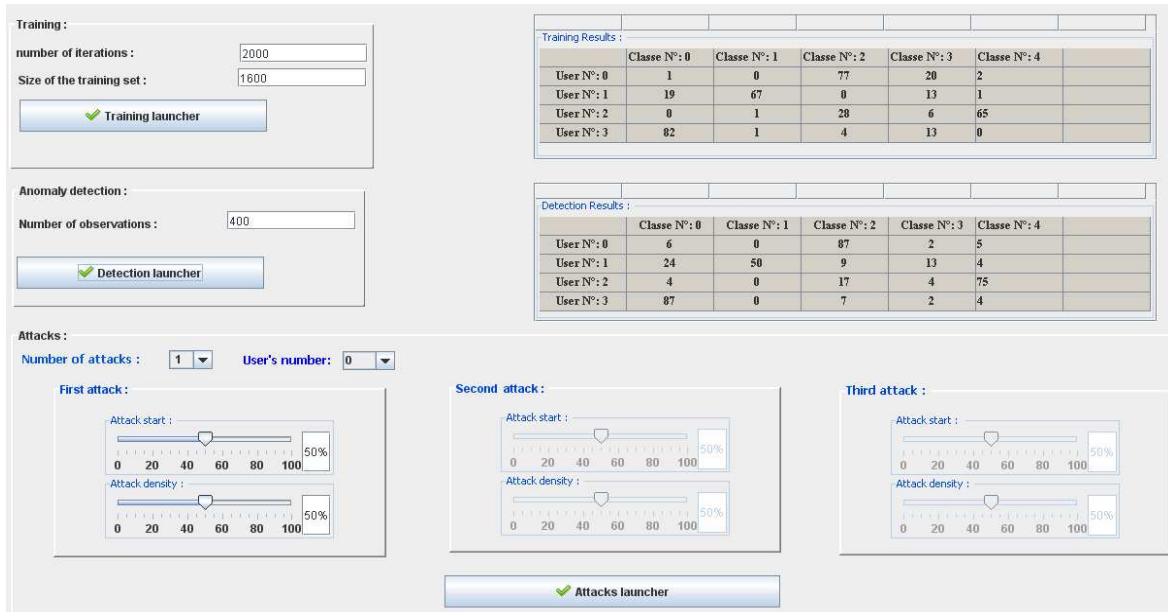 Training :
number of iterations : 2000
Size of the training set : 1600
Training launcher
Training Results :
Classe N°: 0 Classe N°: 1 Classe N°: 2 Classe N°: 3 Classe N°: 4
User N°: 0 1 0 77 20 2
User N°: 1 19 67 0 13 1
User N°: 2 0 1 28 6 65
User N°: 3 82 1 4 13 0
Anomaly detection :
Number of observations : 400
Detection launcher
Detection Results :
Classe N°: 0 Classe N°: 1 Classe N°: 2 Classe N°: 3 Classe N°: 4
User N°: 0 6 0 87 2 5
User N°: 1 24 50 9 13 4
User N°: 2 4 0 17 4 75
User N°: 3 87 0 7 2 4
Attacks :
Number of attacks : 1 User's number: 0
First attack :
Attack start :
50%
0 20 40 60 80 100
Attack density :
50%
0 20 40 60 80 100
Second attack :
Attack start :
50%
0 20 40 60 80 100
Attack density :
50%
0 20 40 60 80 100
Third attack :
Attack start :
50%
0 20 40 60 80 100
Attack density :
50%
0 20 40 60 80 100
Attacks launcher